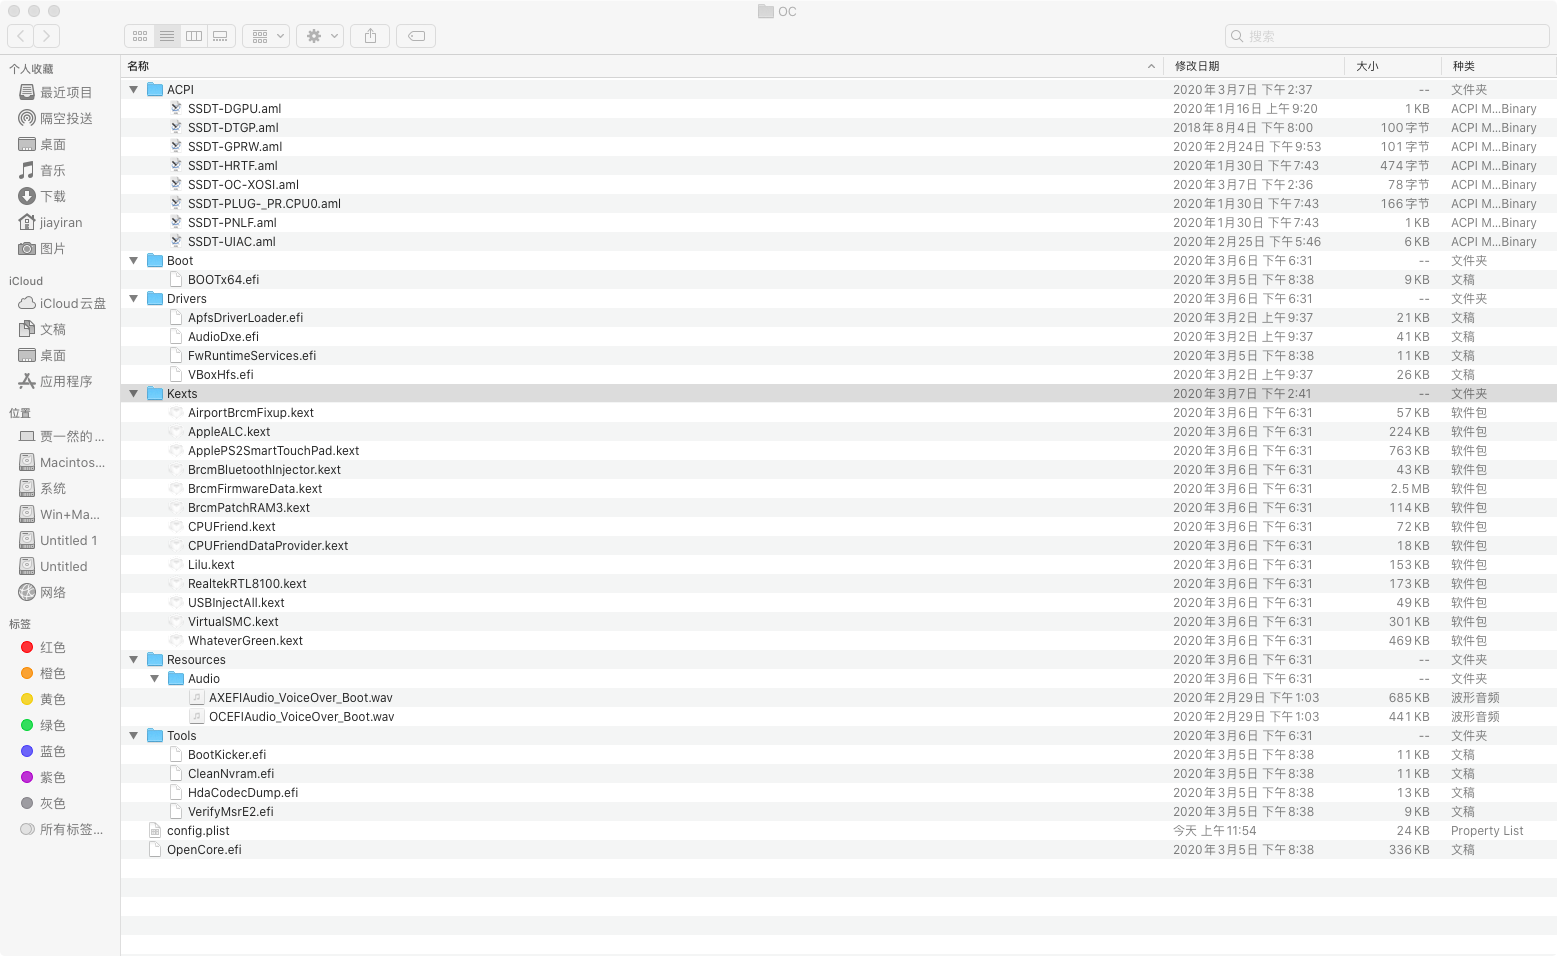 OC
搜索
个人收藏
最近项目
隔空投送
桌面
音乐
下载
jiayiran
图片
iCloud
iCloud云盘
文稿
桌面
应用程序
位置
贾一然的...
Macintos...
系统
Win+Ma...
Untitled 1
Untitled
网络
标签
红色
橙色
黄色
绿色
蓝色
紫色
灰色
所有标签...
名称 修改日期 大小 种类
ACPI 2020年3月7日 下午2:37 -- 文件夹
SSDT-DGPU.aml 2020年1月16日 上午9:20 1 KB ACPI M...Binary
SSDT-DTGP.aml 2018年8月4日 下午8:00 100字节 ACPI M...Binary
SSDT-GPRW.aml 2020年2月24日 下午9:53 101字节 ACPI M...Binary
SSDT-HRTF.aml 2020年1月30日 下午7:43 474字节 ACPI M...Binary
SSDT-OC-XOSI.aml 2020年3月7日 下午2:36 78字节 ACPI M...Binary
SSDT-PLUG-_PR.CPU0.aml 2020年1月30日 下午7:43 166字节 ACPI M...Binary
SSDT-PNLF.aml 2020年1月30日 下午7:43 1 KB ACPI M...Binary
SSDT-UIAC.aml 2020年2月25日 下午5:46 6 KB ACPI M...Binary
Boot 2020年3月6日 下午6:31 -- 文件夹
BOOTx64.efi 2020年3月5日 下午8:38 9 KB 文稿
Drivers 2020年3月6日 下午6:31 -- 文件夹
ApfsDriverLoader.efi 2020年3月2日 上午9:37 21 KB 文稿
AudioDxe.efi 2020年3月2日 上午9:37 41 KB 文稿
FwRuntimeServices.efi 2020年3月5日 下午8:38 11 KB 文稿
VBoxHfs.efi 2020年3月2日 上午9:37 26 KB 文稿
Kexts 2020年3月7日 下午2:41 -- 文件夹
AirportBrcmFixup.kext 2020年3月6日 下午6:31 57 KB 软件包
AppleALC.kext 2020年3月6日 下午6:31 224 KB 软件包
ApplePS2SmartTouchPad.kext 2020年3月6日 下午6:31 763 KB 软件包
BrcmBluetoothInjector.kext 2020年3月6日 下午6:31 43 KB 软件包
BrcmFirmwareData.kext 2020年3月6日 下午6:31 2.5 MB 软件包
BrcmPatchRAM3.kext 2020年3月6日 下午6:31 114 KB 软件包
CPUFriend.kext 2020年3月6日 下午6:31 72 KB 软件包
CPUFriendDataProvider.kext 2020年3月6日 下午6:31 18 KB 软件包
Lilu.kext 2020年3月6日 下午6:31 153 KB 软件包
RealtekRTL8100.kext 2020年3月6日 下午6:31 173 KB 软件包
USBInjectAll.kext 2020年3月6日 下午6:31 49 KB 软件包
VirtualSMC.kext 2020年3月6日 下午6:31 301 KB 软件包
WhateverGreen.kext 2020年3月6日 下午6:31 469 KB 软件包
Resources 2020年3月6日 下午6:31 -- 文件夹
Audio 2020年3月6日 下午6:31 -- 文件夹
AXEFIAudio_VoiceOver_Boot.wav 2020年2月29日 下午1:03 685 KB 波形音频
OCEFIAudio_VoiceOver_Boot.wav 2020年2月29日 下午1:03 441 KB 波形音频
Tools 2020年3月6日 下午6:31 -- 文件夹
BootKicker.efi 2020年3月5日 下午8:38 11 KB 文稿
CleanNvram.efi 2020年3月5日 下午8:38 11 KB 文稿
HdaCodecDump.efi 2020年3月5日 下午8:38 13 KB 文稿
VerifyMsrE2.efi 2020年3月5日 下午8:38 9 KB 文稿
config.plist 今天 上午11:54 24 KB Property List
OpenCore.efi 2020年3月5日 下午8:38 336 KB 文稿